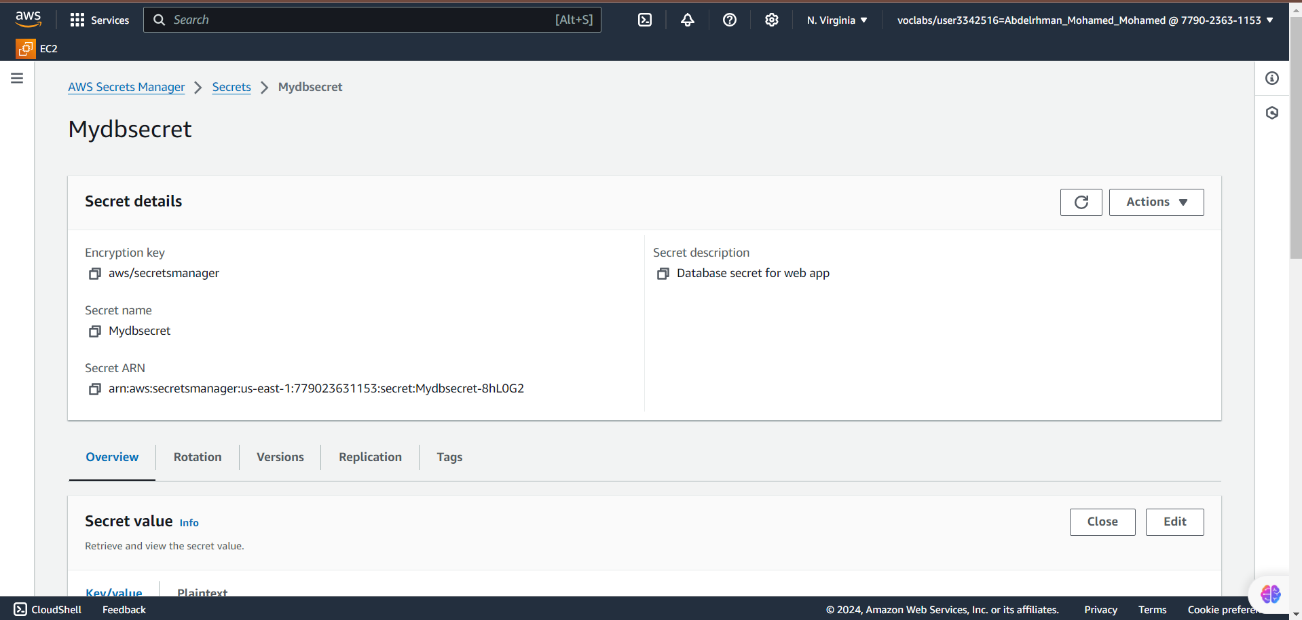 aws
Services
Search
[Alt+S]
N. Virginia
voclabs/user3342516=Abdelrhman_Mohamed_Mohamed @ 7790-2363-1153
EC2
AWS Secrets Manager
Secrets
Mydbsecret
Mydbsecret
Secret details
Actions
Encryption key
aws/secretsmanager
Secret description
Database secret for web app
Secret name
Mydbsecret
Secret ARN
arn:aws:secretsmanager:us-east-1:779023631153:secret:Mydbsecret-8hL0G2
Overview
Rotation
Versions
Replication
Tags
Secret value Info
Close
Edit
Retrieve and view the secret value.
Key/value
Plaintext
CloudShell
Feedback
© 2024, Amazon Web Services, Inc. or its affiliates.
Privacy
Terms
Cookie prefere